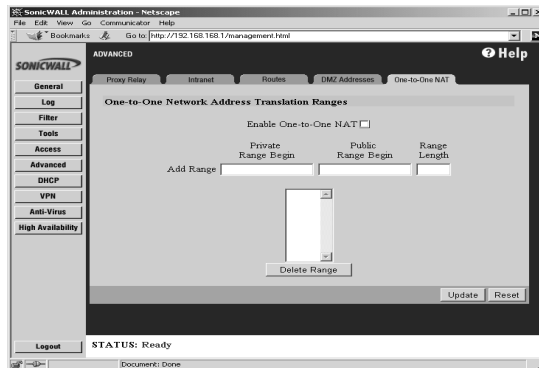 SonicWALL Administration - Netscape
File Edit View Go Communicator Help
Bookmarks Go to: http://192.168.168.1/management.html
SONICWALL
ADVANCED
Help
Proxy Relay Intranet Routes DMZ Addresses One-to-One NAT
General
Log
Filter
Tools
Access
Advanced
DHCP
VPN
Anti-Virus
High Availability
Logout
One-to-One Network Address Translation Ranges
Enable One-to-One NAT
Private Range Begin
Public Range Begin
Range Length
Add Range
Delete Range
Update Reset
STATUS: Ready
Document: Done